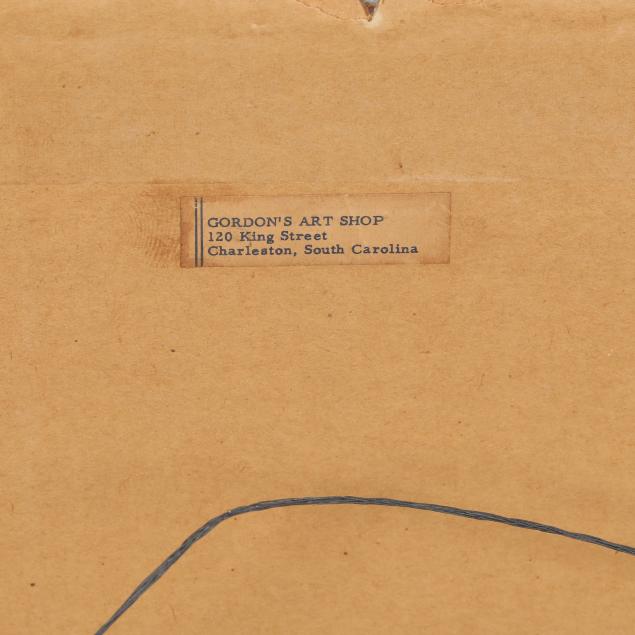 GORDON'S ART SHOP
120 King Street
Charleston, South Carolina